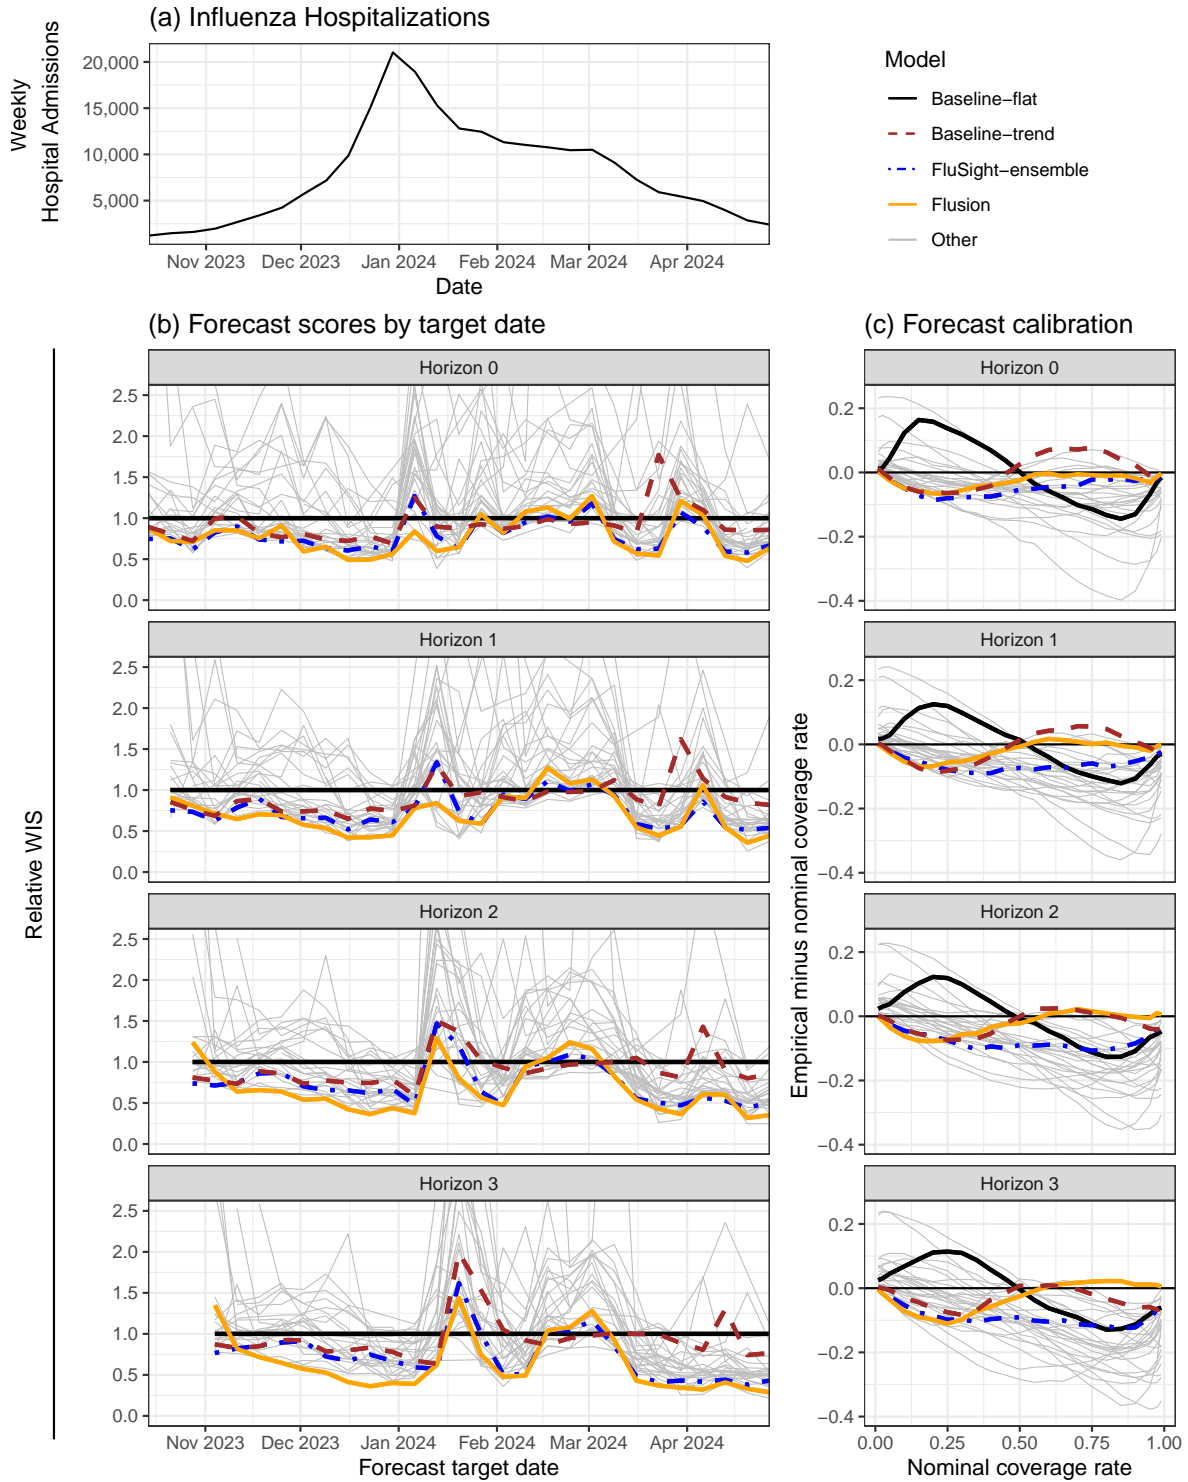 (a) Influenza Hospitalizations
Weekly
Hospital Admissions
20,000
15,000
10,000
5,000
Nov 2023 Dec 2023 Jan 2024 Feb 2024 Mar 2024 Apr 2024
Date
Model
Baseline−flat
Baseline−trend
FluSight−ensemble
Flusion
Other
(b) Forecast scores by target date
Relative WIS
Horizon 0
2.5
2.0
1.5
1.0
0.5
0.0
Horizon 1
2.5
2.0
1.5
1.0
0.5
0.0
Horizon 2
2.5
2.0
1.5
1.0
0.5
0.0
Horizon 3
2.5
2.0
1.5
1.0
0.5
0.0
Nov 2023 Dec 2023 Jan 2024 Feb 2024 Mar 2024 Apr 2024
Forecast target date
(c) Forecast calibration
Empirical minus nominal coverage rate
Horizon 0
0.2
0.0
−0.2
−0.4
Horizon 1
0.2
0.0
−0.2
−0.4
Horizon 2
0.2
0.0
−0.2
−0.4
Horizon 3
0.2
0.0
−0.2
−0.4
0.00 0.25 0.50 0.75 1.00
Nominal coverage rate